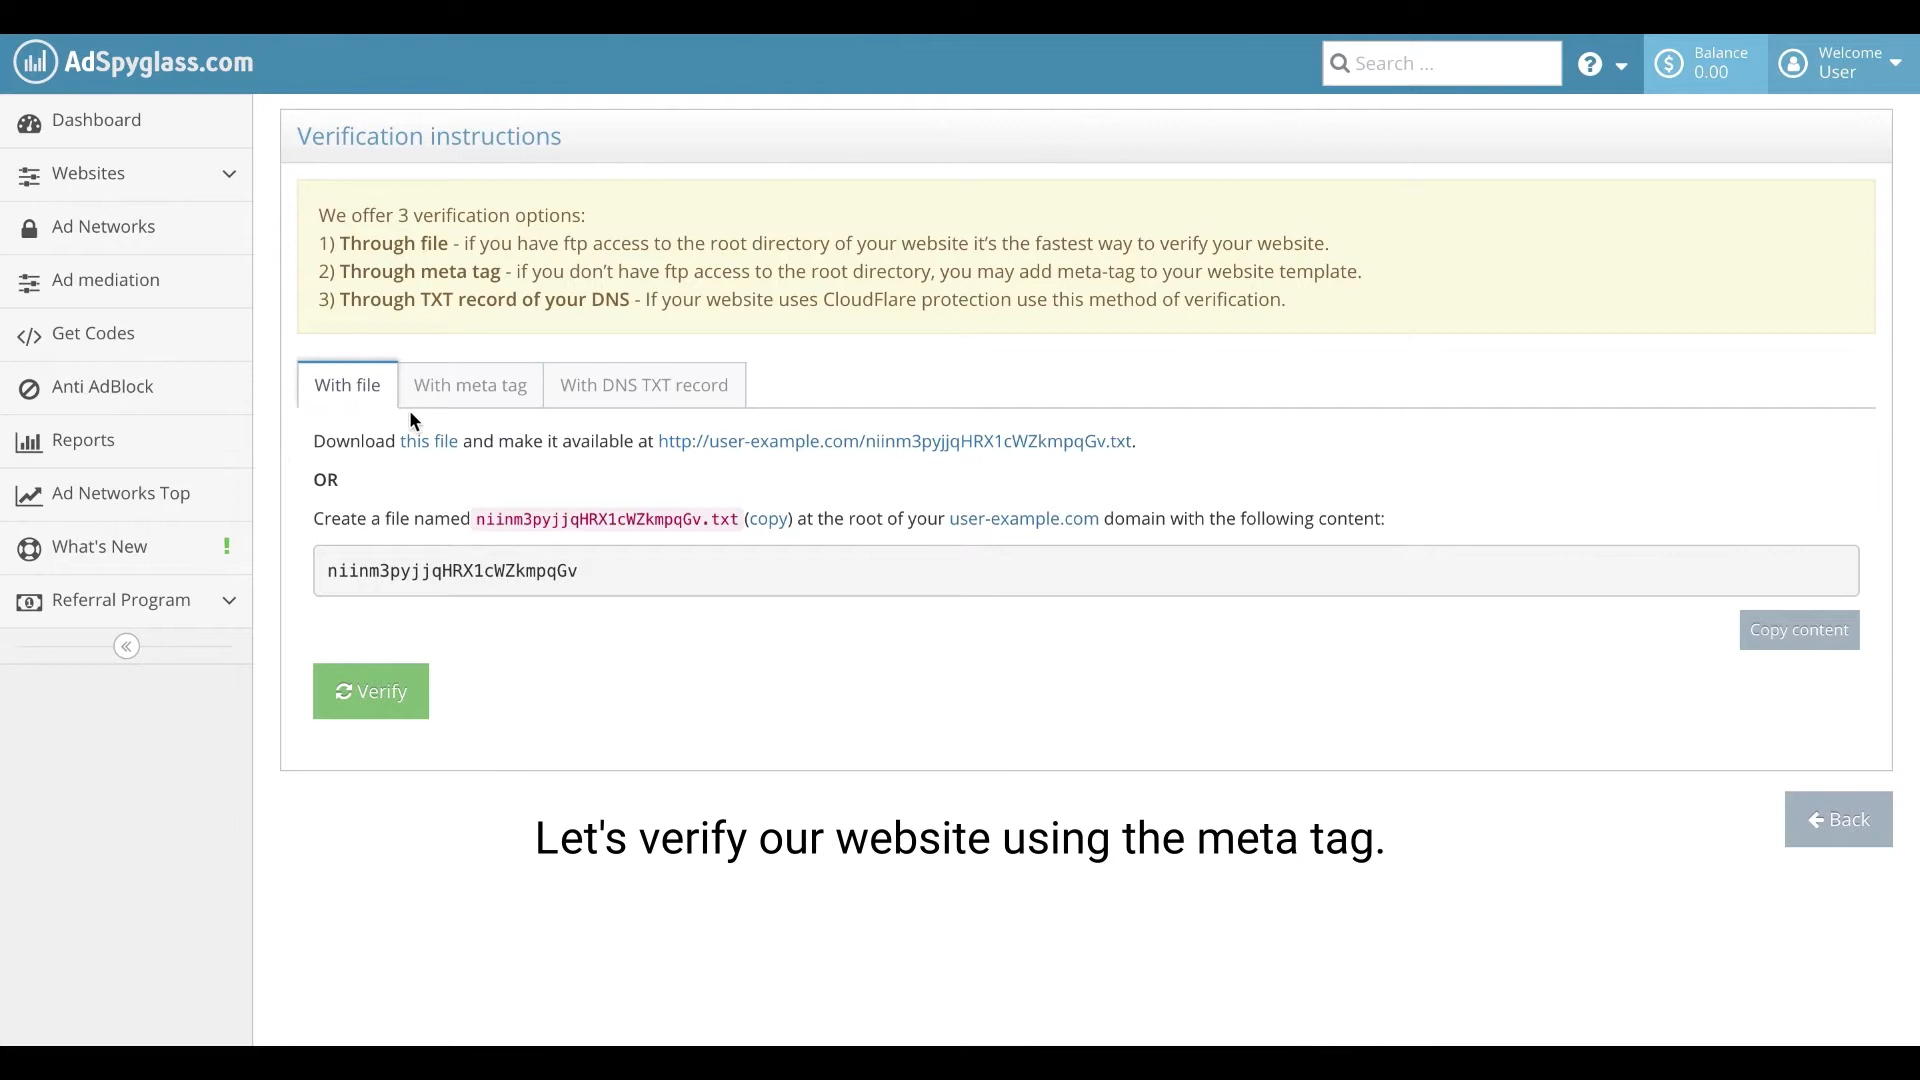 AdSpyglass.com
Search ...
Balance
0.00
Welcome
User
Dashboard
Websites
Ad Networks
Ad mediation
Get Codes
Anti AdBlock
Reports
Ad Networks Top
What's New
Referral Program
Verification instructions
We offer 3 verification options:
1) Through file - if you have ftp access to the root directory of your website it’s the fastest way to verify your website.
2) Through meta tag - if you don’t have ftp access to the root directory, you may add meta-tag to your website template.
3) Through TXT record of your DNS - If your website uses CloudFlare protection use this method of verification.
With file
With meta tag
With DNS TXT record
Download this file and make it available at http://user-example.com/niinm3pyjjqHRX1cWZkmpqGv.txt.
OR
Create a file named niinm3pyjjqHRX1cWZkmpqGv.txt (copy) at the root of your user-example.com domain with the following content:
niinm3pyjjqHRX1cWZkmpqGv
Copy content
Verify
Back
Let's verify our website using the meta tag.